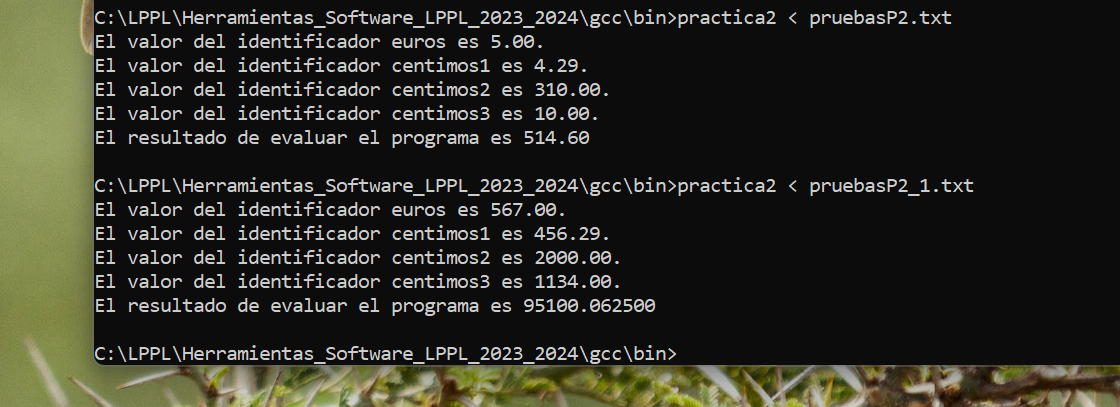 C:\LPPL\Herramientas_Software_LPPL_2023_2024\gcc\bin>practica2 < pruebasP2.txt
El valor del identificador euros es 5.00.
El valor del identificador centimos1 es 4.29.
El valor del identificador centimos2 es 310.00.
El valor del identificador centimos3 es 10.00.
El resultado de evaluar el programa es 514.60
C:\LPPL\Herramientas_Software_LPPL_2023_2024\gcc\bin>practica2 < pruebasP2_1.txt
El valor del identificador euros es 567.00.
El valor del identificador centimos1 es 456.29.
El valor del identificador centimos2 es 2000.00.
El valor del identificador centimos3 es 1134.00.
El resultado de evaluar el programa es 95100.062500
C:\LPPL\Herramientas_Software_LPPL_2023_2024\gcc\bin>